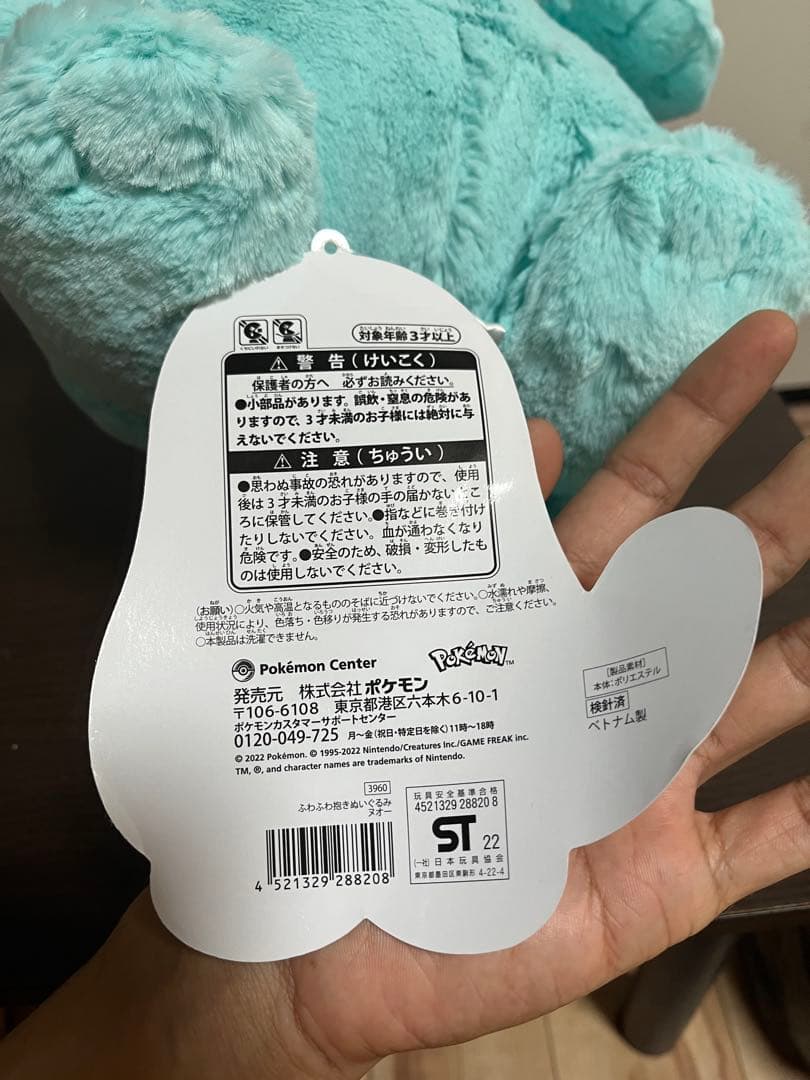 対象年齢3才以上
警告(けいこく)
保護者の方へ 必ずお読みください。
●小部品があります。誤飲・窒息の危険があ
りますので、3才未満のお子様には絶対に与
えないでください。
注意(ちゅうい)
●思わぬ事故の恐れがありますので、使用
後は3才未満のお子様の手の届かないとこ
ろに保管してください。●指などに巻き付け
たりしないでください。血が通わなくなり
危険です。●安全のため、破損・変形したも
のは使用しないでください。
(お願い)○火気や高温となるもののそばに近づけないでください。○水濡れや摩擦、
使用状況により、色落ち・色移りが発生する恐れがありますので、ご注意ください。
○本製品は洗濯できません。
Pokémon Center
POKÉMON™
発売元 株式会社ポケモン
〒106-6108 東京都港区六本木6-10-1
ポケモンカスタマーサポートセンター
0120-049-725 月~金(祝日・特定日を除く)11時~18時
© 2022 Pokémon. © 1995-2022 Nintendo/Creatures Inc./GAME FREAK inc.
TM, ®, and character names are trademarks of Nintendo.
[製品素材]
本体:ポリエステル
検針済
ベトナム製
3960
ふわふわ抱きぬいぐるみ
ヌオー
4 521329 288208
玩具安全基準合格
4521329 28820 8
ST 22
(一社)日本玩具協会
東京都墨田区東駒形 4-22-4